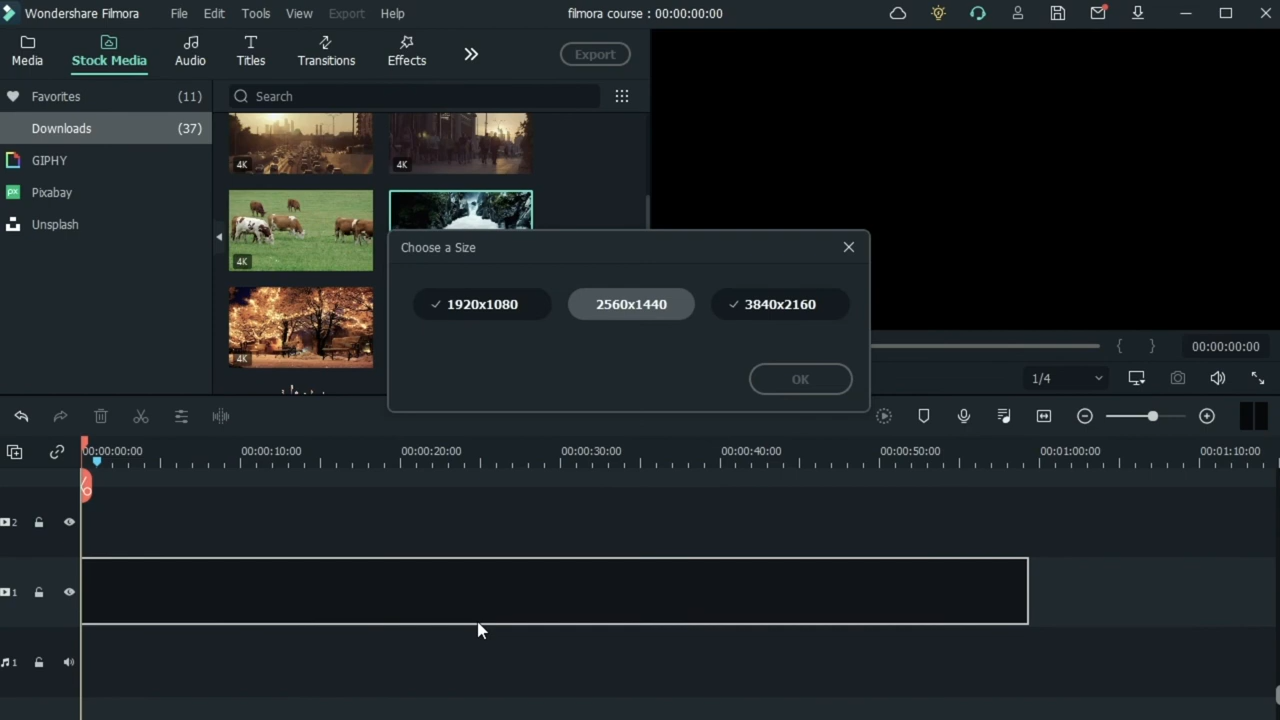 Wondershare Filmora File Edit Tools View Export Help filmora course : 00:00:00:00
Media Stock Media Audio Titles Transitions Effects Export
Favorites (11) Search
Downloads (37)
GIPHY
Pixabay
Unsplash
4K 4K
4K
4K
Choose a Size
1920x1080 2560x1440 3840x2160
OK
{ } 00:00:00:00
1/4
00:00:00:00 00:00:10:00 00:00:20:00 00:00:30:00 00:00:40:00 00:00:50:00 00:01:00:00 00:01:10:00
2
1
1